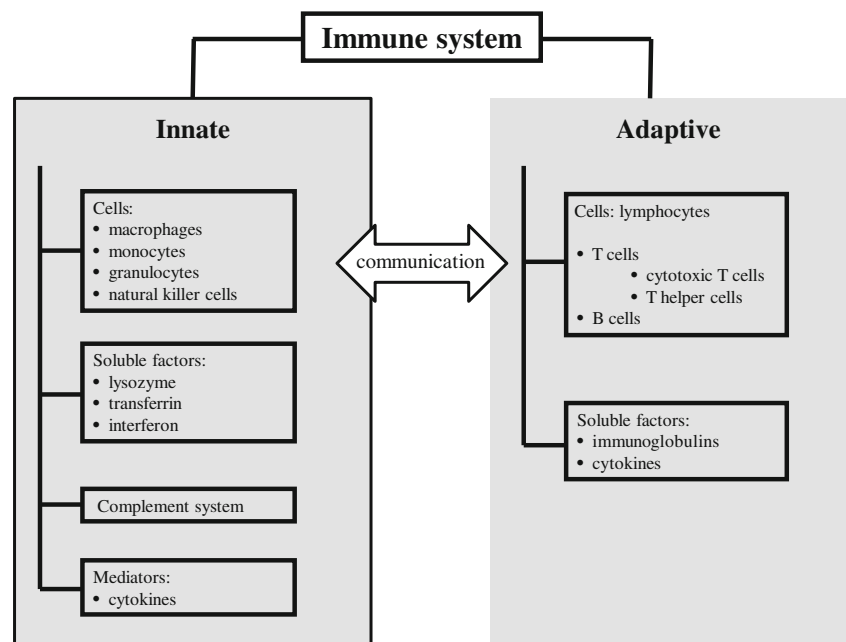 Immune system
Innate
Cells:
• macrophages
• monocytes
• granulocytes
• natural killer cells
Soluble factors:
• lysozyme
• transferrin
• interferon
Complement system
Mediators:
• cytokines
communication
Adaptive
Cells: lymphocytes
• T cells
• cytotoxic T cells
• T helper cells
• B cells
Soluble factors:
• immunoglobulins
• cytokines